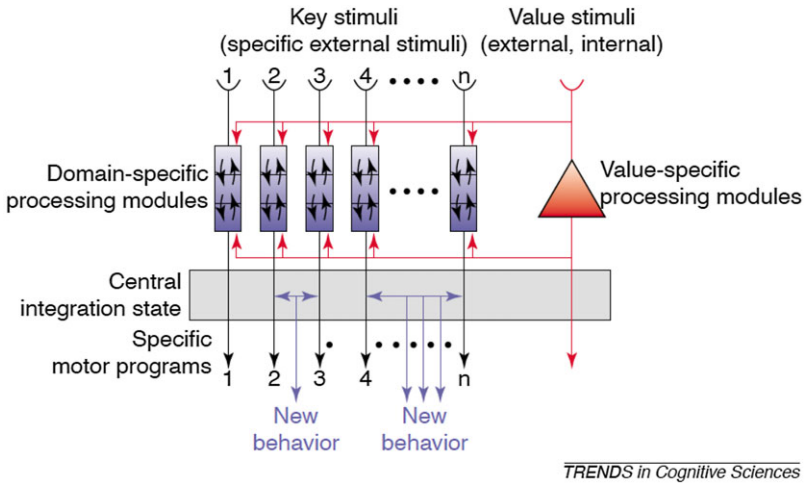 Key stimuli
(specific external stimuli)
Value stimuli
(external, internal)
1 2 3 4 •••• n
Domain-specific
processing modules
••••
Value-specific
processing modules
Central
integration state
Specific
motor programs
1 2 3 4 n
New
behavior
New
behavior
TRENDS in Cognitive Sciences